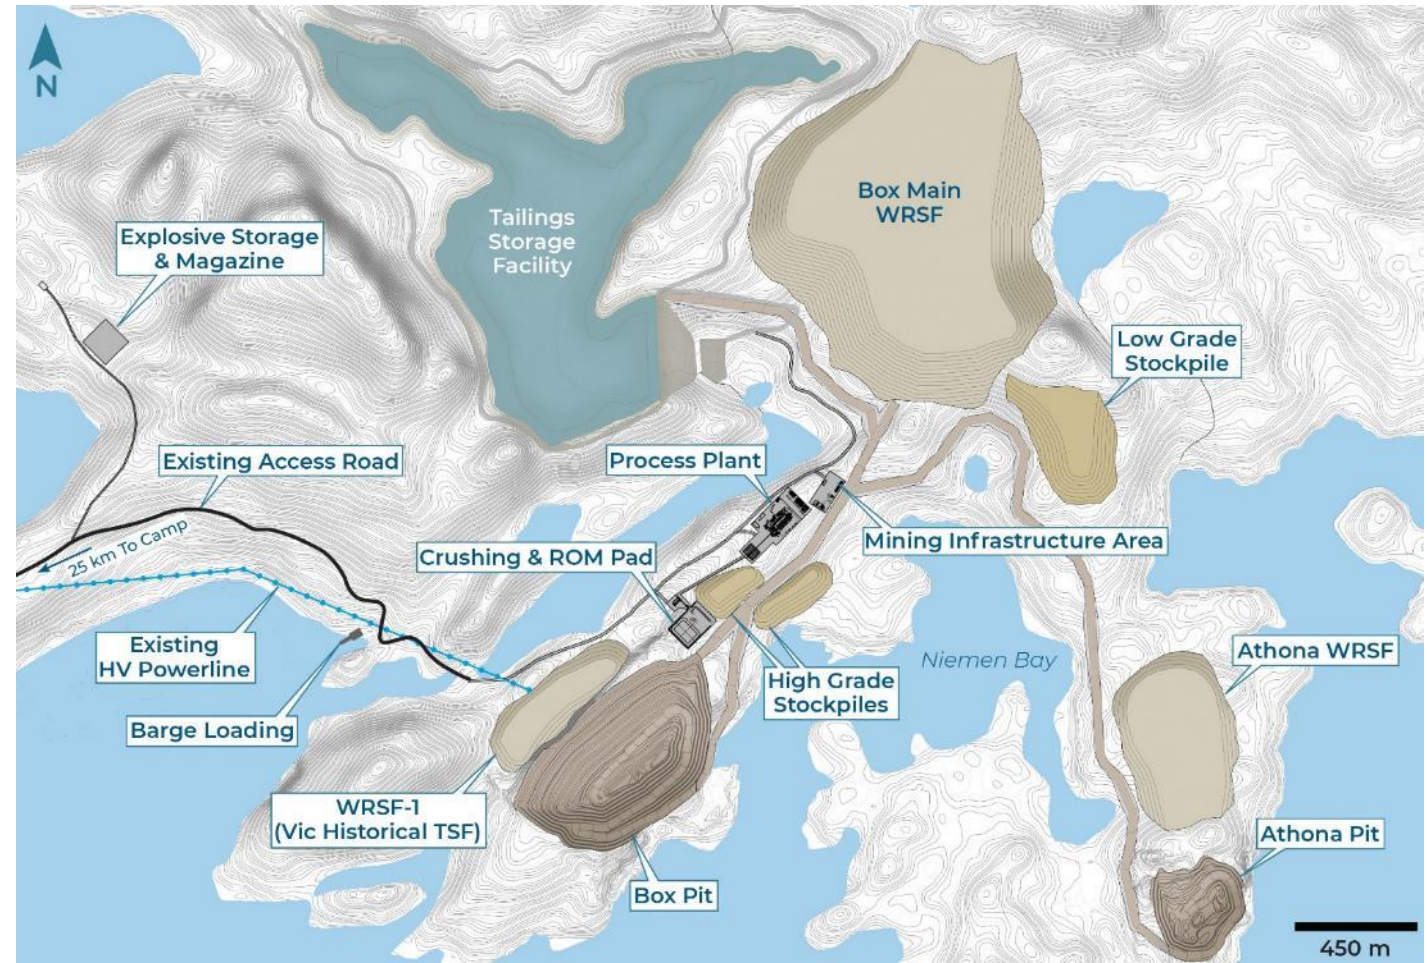 N
Tailings
Storage
Facility
Box Main
WRSF
Explosive Storage
& Magazine
Low Grade
Stockpile
Existing Access Road
Process Plant
25 km To Camp
Mining Infrastructure Area
Crushing & ROM Pad
Existing
HV Powerline
Niemen Bay
Athona WRSF
High Grade
Stockpiles
Barge Loading
WRSF-1
(Vic Historical TSF)
Athona Pit
Box Pit
450 m